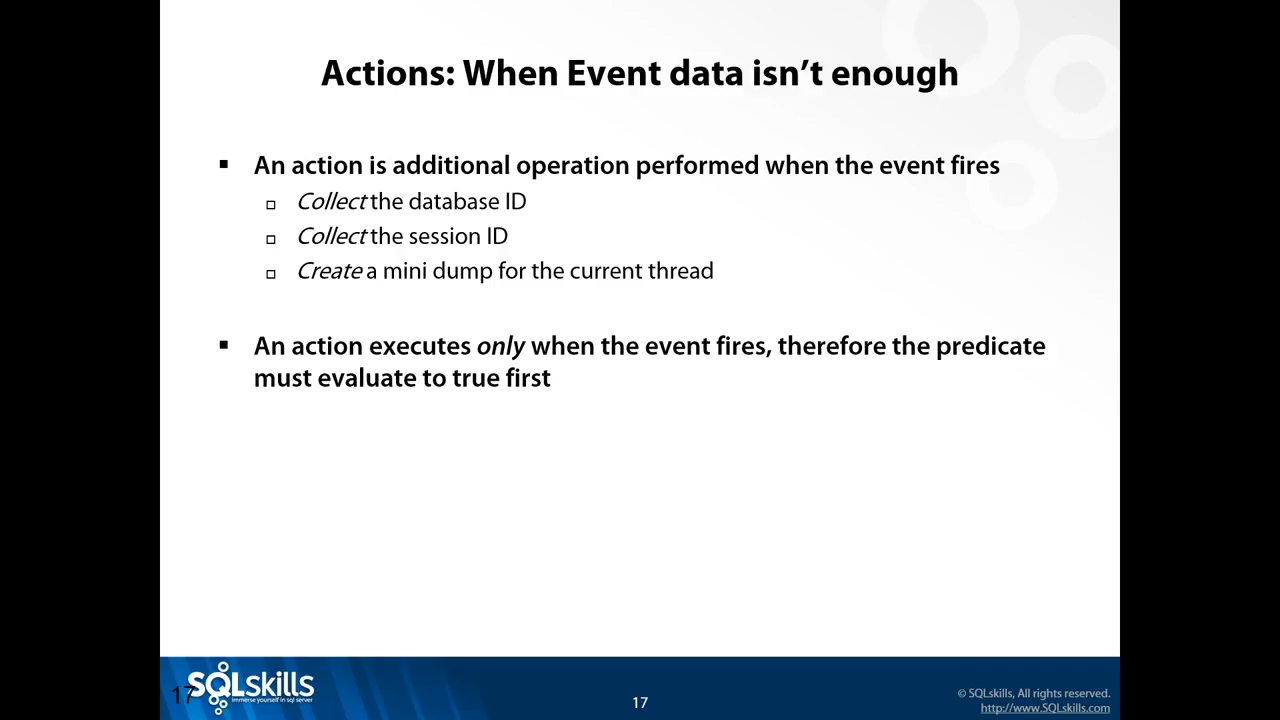 Actions: When Event data isn't enough
▪ An action is additional operation performed when the event fires
▫ Collect the database ID
▫ Collect the session ID
▫ Create a mini dump for the current thread
▪ An action executes only when the event fires, therefore the predicate
must evaluate to true first
17
SQLskills
immerse yourself in sql server
17
© SQLskills, All rights reserved.
http://www.SQLskills.com